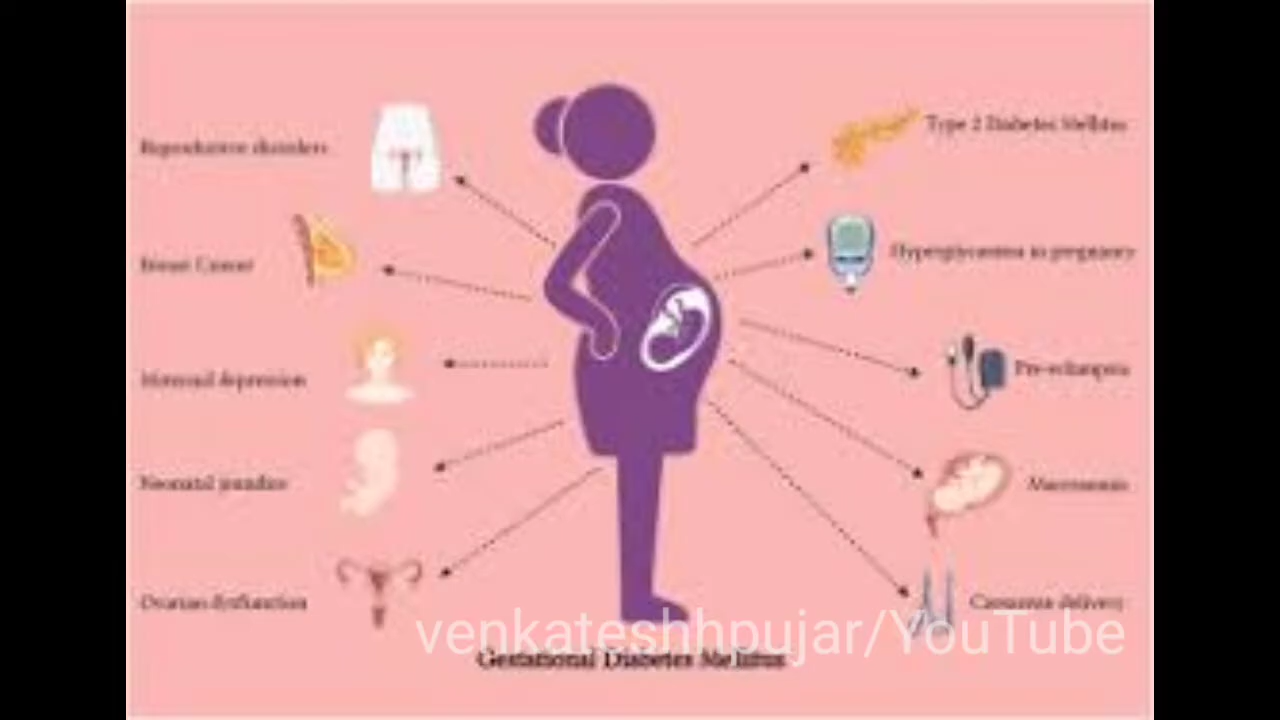 Reproductive disorders
Type 2 Diabetes Mellitus
Breast Cancer
Hyperglycaemia in pregnancy
Maternal depression
Pre-eclampsia
Neonatal jaundice
Macrosomia
Ovarian dysfunction
Caesarean delivery
venkateshhpujar/YouTube
Gestational Diabetes Mellitus